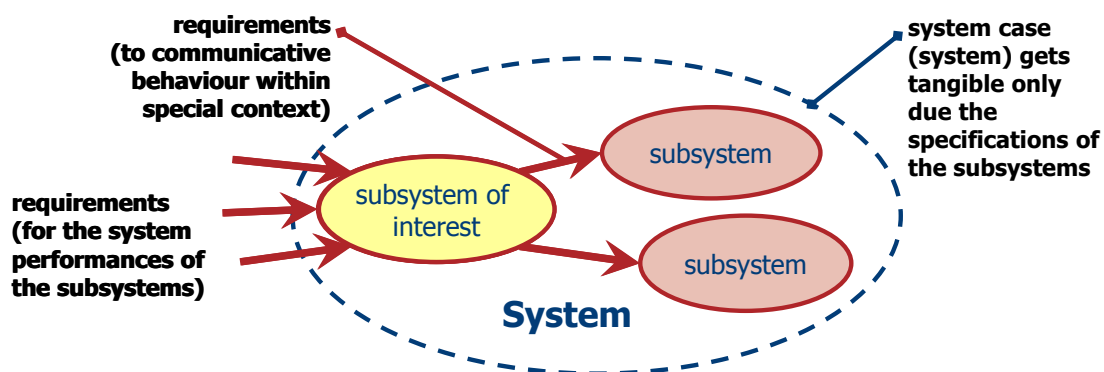 requirements
(to communicative
behaviour within
special context)
system case
(system) gets
tangible only
due the
specifications of
the subsystems
subsystem
subsystem of
interest
requirements
(for the system
performances of
the subsystems)
subsystem
System